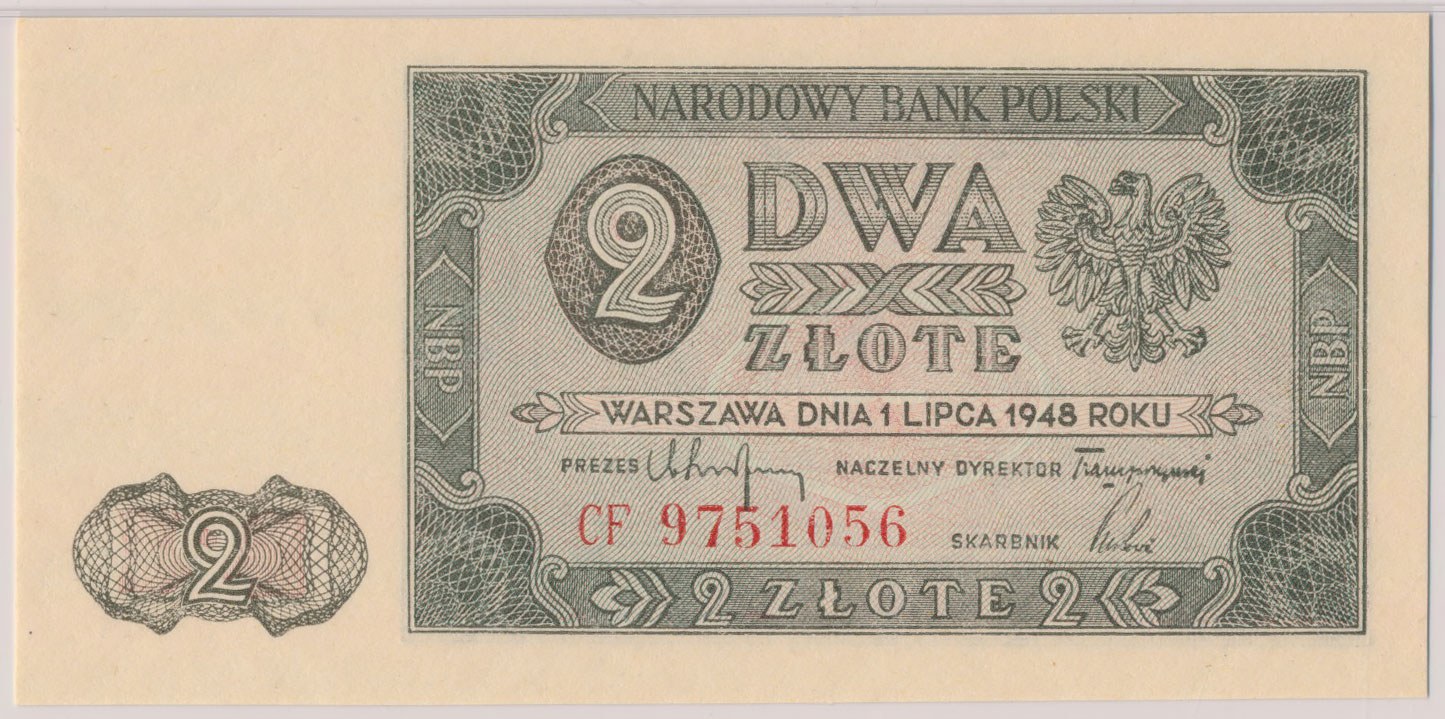 NARODOWY BANK POLSKI
2
DWA
ZŁOTE
NBP
NBP
WARSZAWA DNIA 1 LIPCA 1948 ROKU
PREZES
NACZELNY DYREKTOR
CF 9751056
SKARBNIK
2
2 ZŁOTE 2